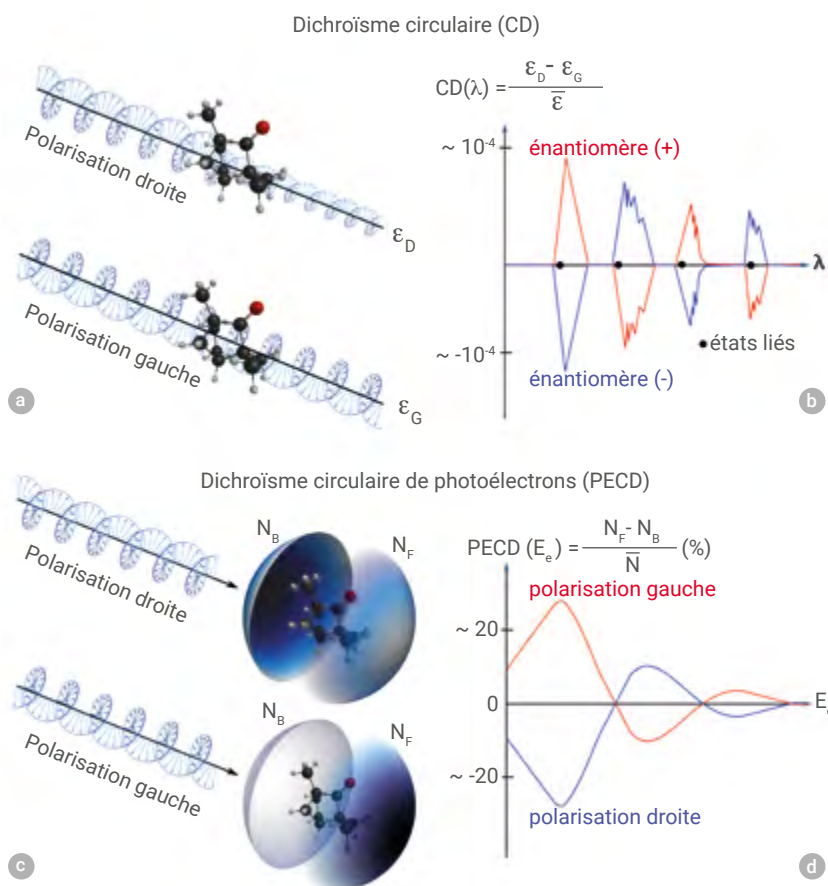 Dichroïsme circulaire (CD)
Polarisation droite
ε_D
Polarisation gauche
ε_G
a
CD(λ) = (ε_D - ε_G) / ε̅
~ 10⁻⁴
énantiomère (+)
λ
•états liés
~ -10⁻⁴
énantiomère (-)
b
Dichroïsme circulaire de photoélectrons (PECD)
Polarisation droite
N_B
N_F
Polarisation gauche
N_B
N_F
c
PECD (E_e) = (N_F - N_B) / N̅ (%)
polarisation gauche
~ 20
0
E
~ -20
polarisation droite
d